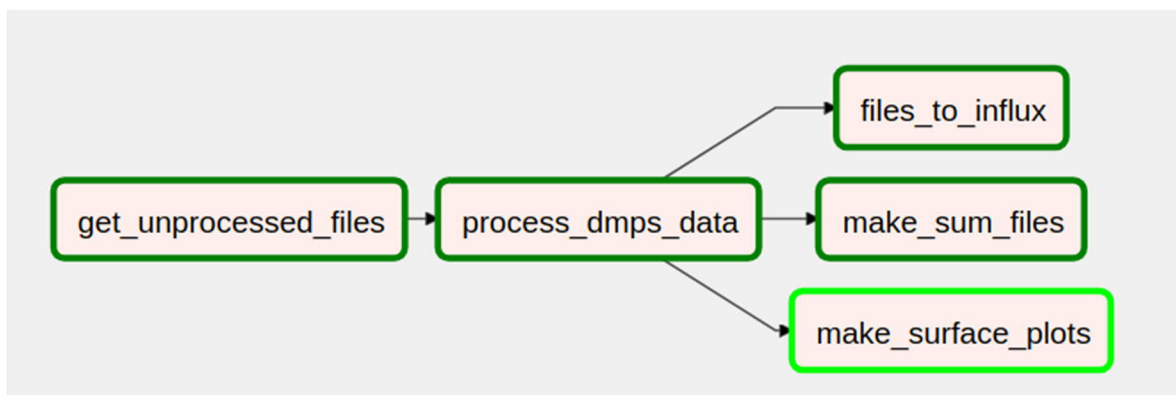 files_to_influx
get_unprocessed_files
process_dmps_data
make_sum_files
make_surface_plots